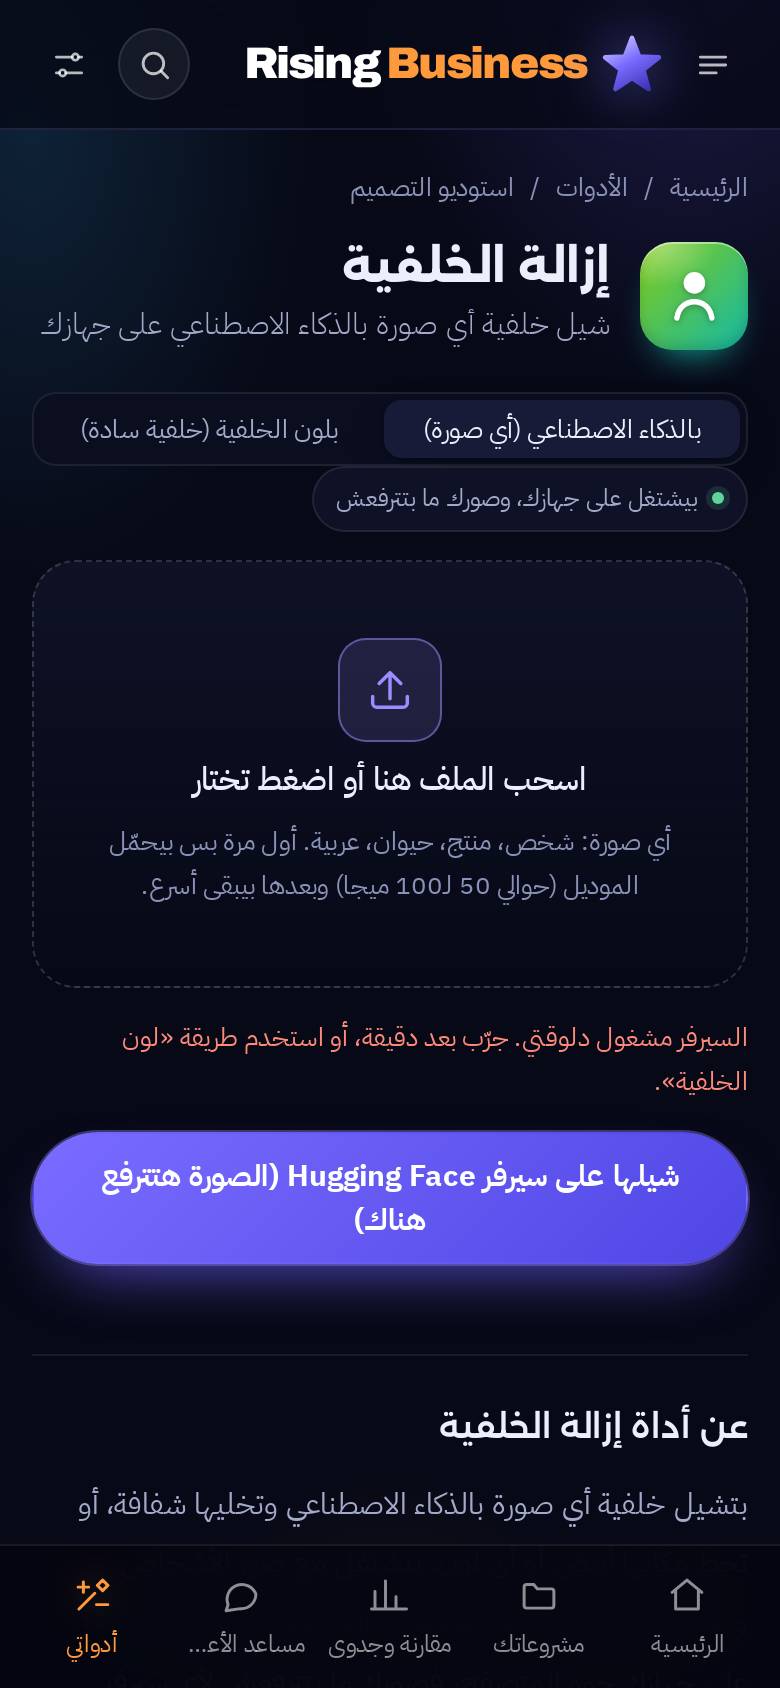 Rising Business
الرئيسية / الأدوات / استوديو التصميم
إزالة الخلفية
شيل خلفية أي صورة بالذكاء الاصطناعي على جهازك
بالذكاء الاصطناعي (أي صورة)
بلون الخلفية (خلفية سادة)
بيشتغل على جهازك، وصورك ما بتترفعش
اسحب الملف هنا أو اضغط تختار
أي صورة: شخص، منتج، حيوان، عربية. أول مرة بس بيحمّل
الموديل (حوالي 50 لـ100 ميجا) وبعدها بيبقى أسرع.
السيرفر مشغول دلوقتي. جرّب بعد دقيقة، أو استخدم طريقة «لون
الخلفية».
شيلها على سيرفر Hugging Face (الصورة هتترفع
هناك)
عن أداة إزالة الخلفية
بتشيل خلفية أي صورة بالذكاء الاصطناعي وتخليها شفافة، أو
الرئيسية
مشروعاتك
مقارنة وجدوى
مساعد الأعـ...
أدواتي